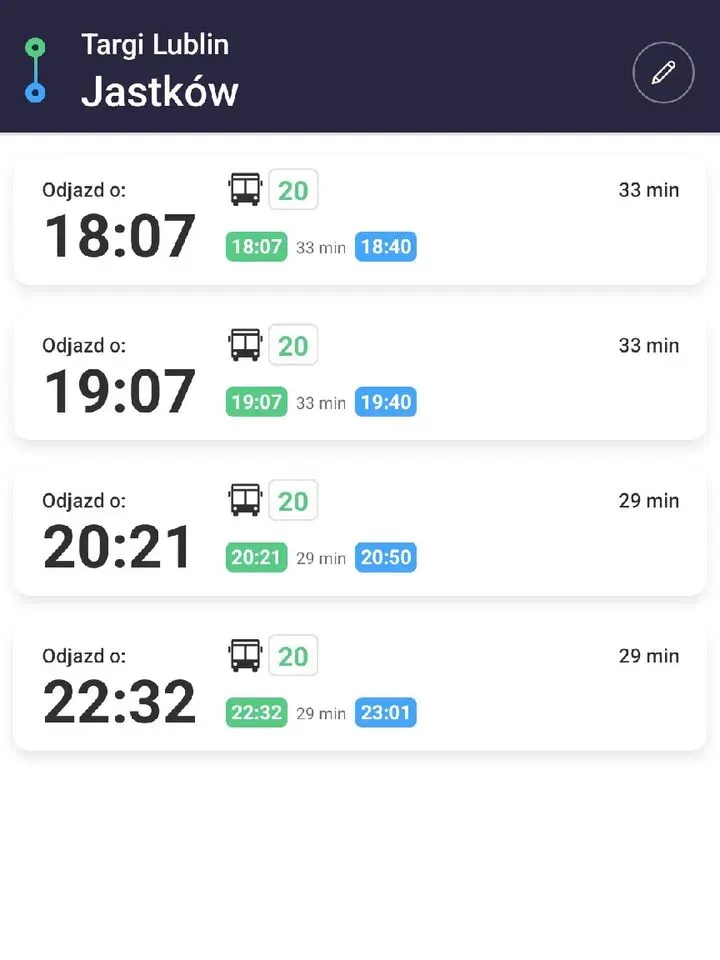 Targi Lublin
Jastków
Odjazd o:
18:07
20
33 min
18:07 33 min 18:40
Odjazd o:
19:07
20
33 min
19:07 33 min 19:40
Odjazd o:
20:21
20
29 min
20:21 29 min 20:50
Odjazd o:
22:32
20
29 min
22:32 29 min 23:01